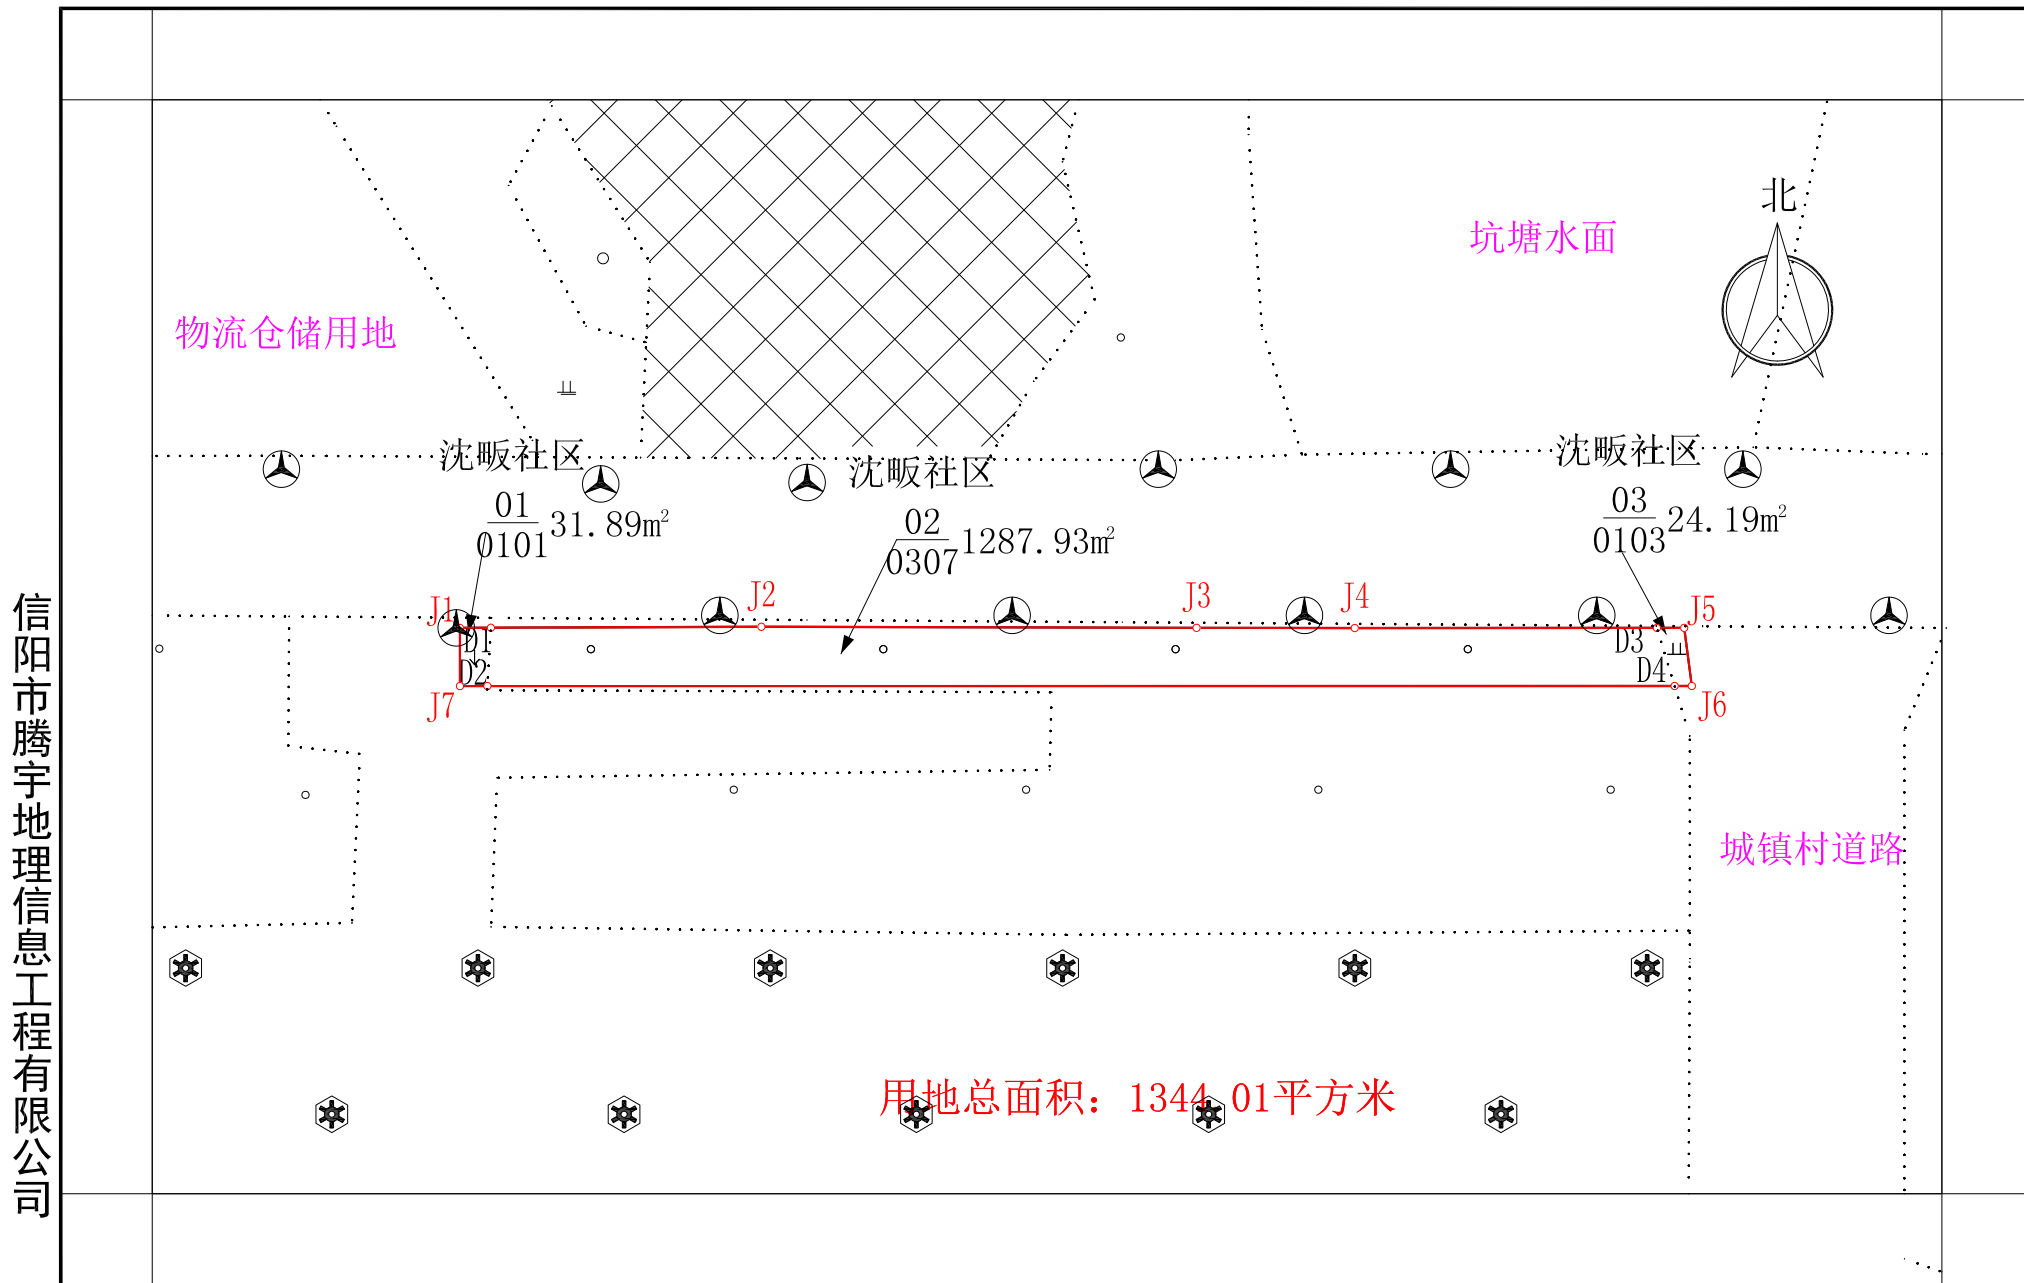 北
坑塘水面
物流仓储用地
沈畈社区
01
0101
31.89m²
沈畈社区
02
0307
1287.93m²
沈畈社区
03
0103
24.19m²
J1
J2
J3
J4
J5
D1
D3
D2
D4
J7
J6
城镇村道路
用地总面积：1344.01平方米
信阳市腾宇地理信息工程有限公司